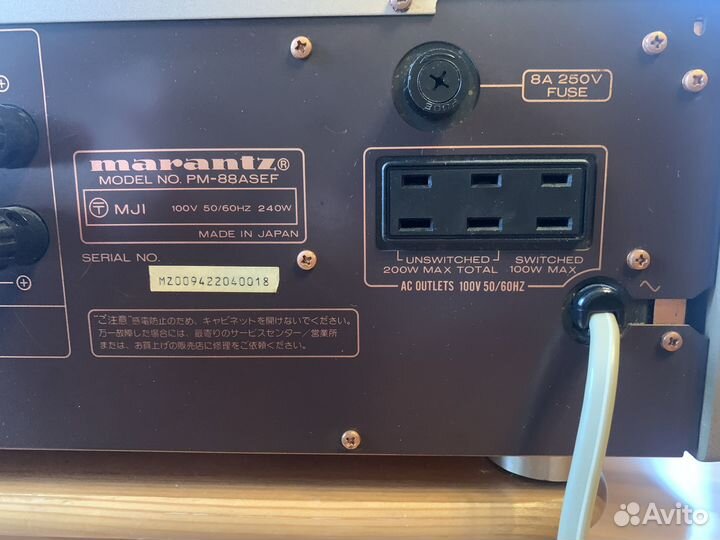 8A 250V
FUSE
marantz®
MODEL NO. PM-88ASEF
T MJI 100V 50/60HZ 240W
MADE IN JAPAN
SERIAL NO.
MZ009422040018
UNSWITCHED
200W MAX TOTAL
SWITCHED
100W MAX
AC OUTLETS 100V 50/60HZ
~
"ご注意"感電防止のため、キャビネットを開けないでください。
万一故障した場合には、最寄りのサービスセンター/営業所
または、お買上げの販売店に修理をご依頼ください。
Avito